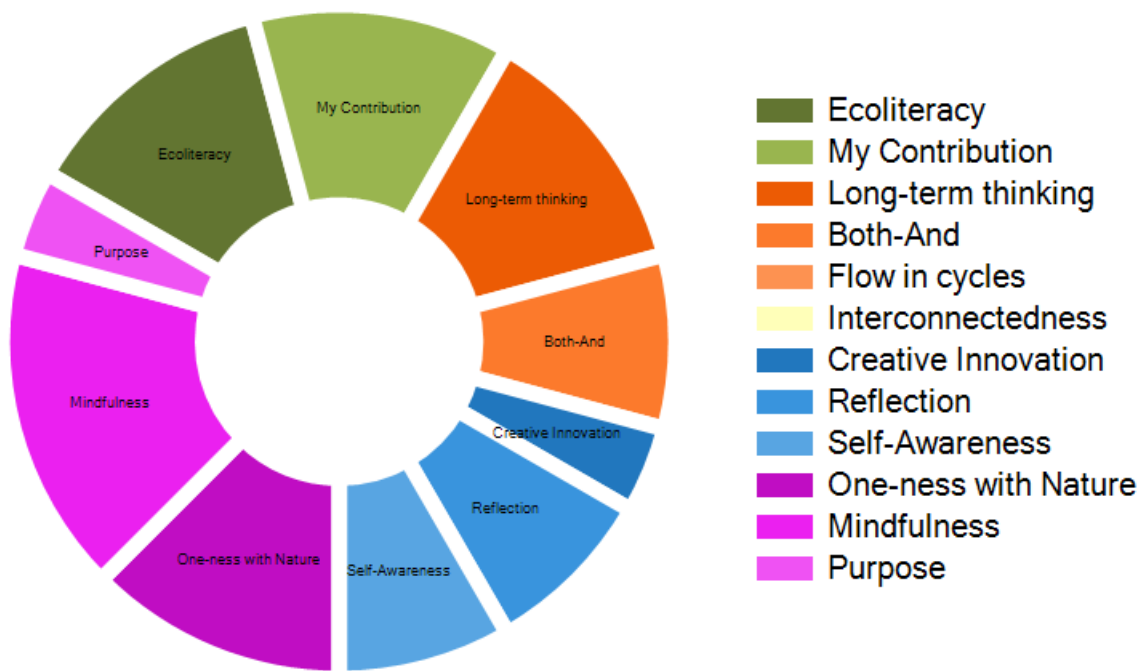 My Contribution
Ecoliteracy
Long-term thinking
Purpose
Both-And
Mindfulness
Creative Innovation
Reflection
One-ness with Nature
Self-Awareness
Ecoliteracy
My Contribution
Long-term thinking
Both-And
Flow in cycles
Interconnectedness
Creative Innovation
Reflection
Self-Awareness
One-ness with Nature
Mindfulness
Purpose